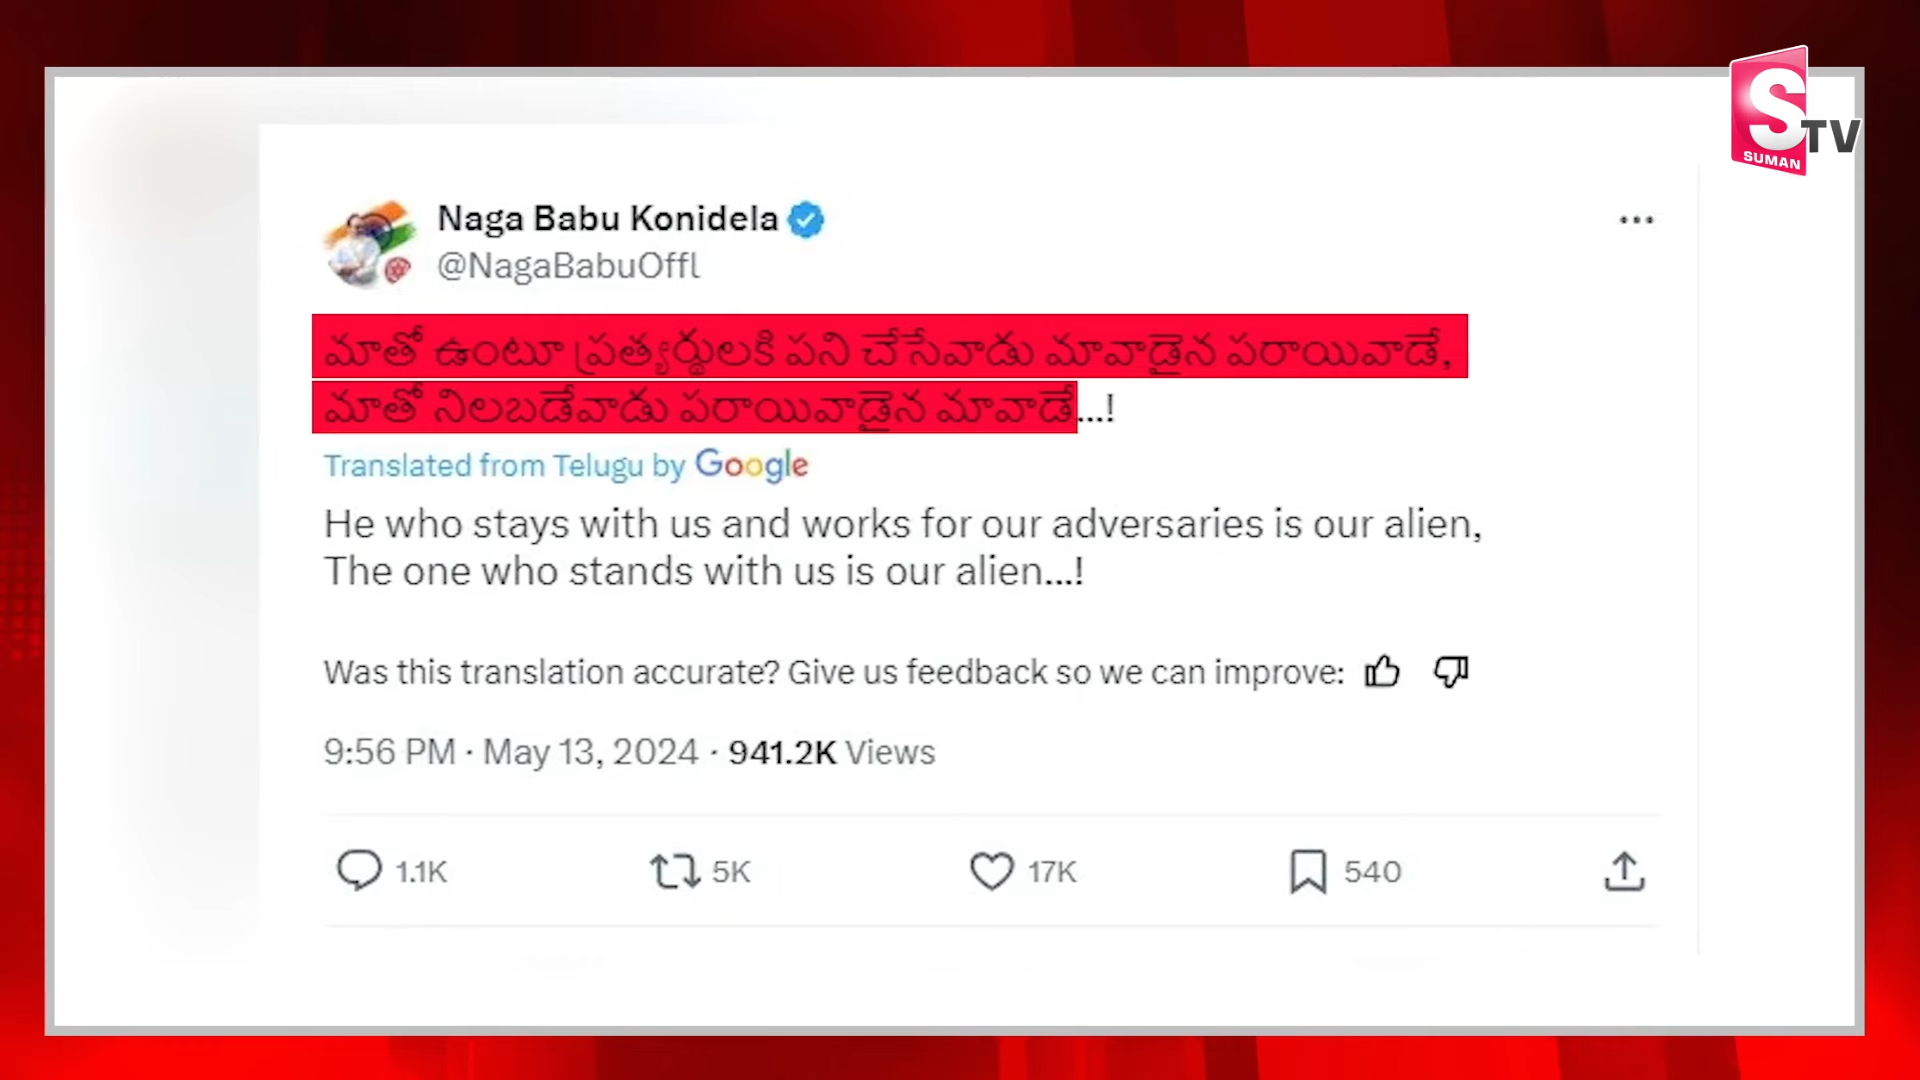 S
TV
SUMAN
Naga Babu Konidela
@NagaBabuOffl
మాతో ఉంటూ ప్రత్యర్థులకి పని చేసేవాడు మావాడైన పరాయివాడే,
మాతో నిలబడేవాడు పరాయివాడైన మావాడే...!
Translated from Telugu by Google
He who stays with us and works for our adversaries is our alien,
The one who stands with us is our alien...!
Was this translation accurate? Give us feedback so we can improve:
9:56 PM · May 13, 2024 · 941.2K Views
1.1K 5K 17K 540